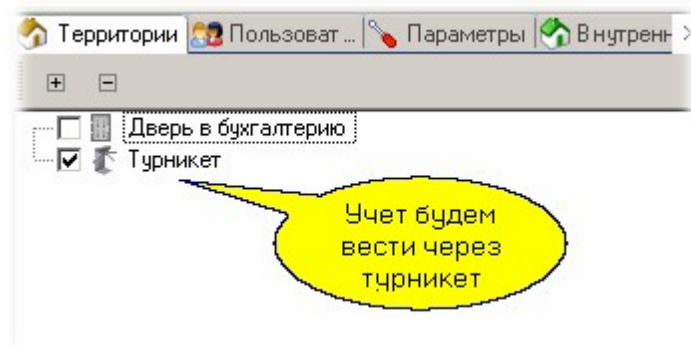 Территории Пользоват ... Параметры Внутренн
Дверь в бухгалтерию
Турникет
Учет будем
вести через
турникет